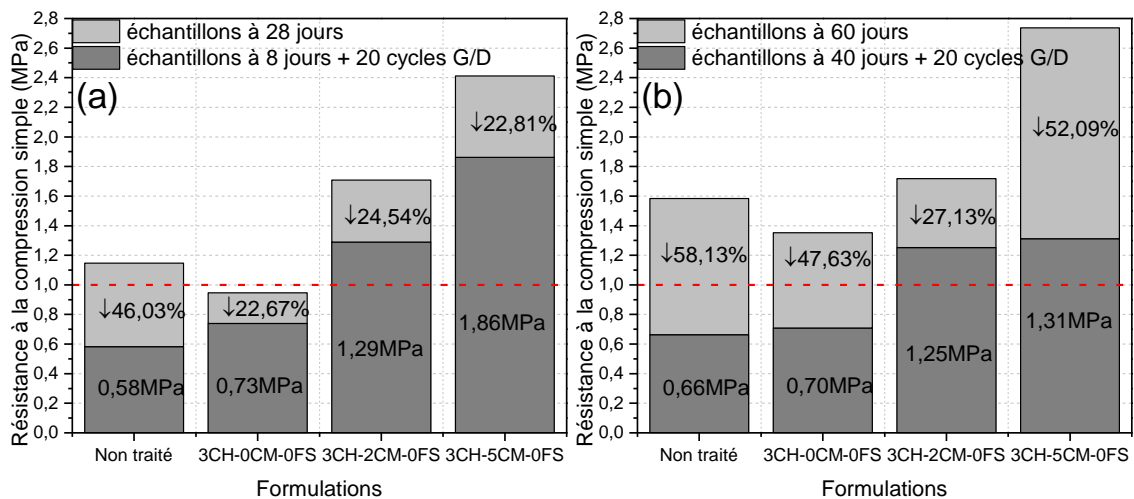 Résistance à la compression simple (MPa)
2,8
2,6
2,4
2,2
2,0
1,8
1,6
1,4
1,2
1,0
0,8
0,6
0,4
0,2
0,0
échantillons à 28 jours
échantillons à 8 jours + 20 cycles G/D
(a)
↓46,03%
↓22,67%
↓24,54%
↓22,81%
0,58MPa
0,73MPa
1,29MPa
1,86MPa
Non traité
3CH-0CM-0FS
3CH-2CM-0FS
3CH-5CM-0FS
Formulations
Résistance à la compression simple (MPa)
2,8
2,6
2,4
2,2
2,0
1,8
1,6
1,4
1,2
1,0
0,8
0,6
0,4
0,2
0,0
échantillons à 60 jours
échantillons à 40 jours + 20 cycles G/D
(b)
↓58,13%
↓47,63%
↓27,13%
↓52,09%
0,66MPa
0,70MPa
1,25MPa
1,31MPa
Non traité
3CH-0CM-0FS
3CH-2CM-0FS
3CH-5CM-0FS
Formulations